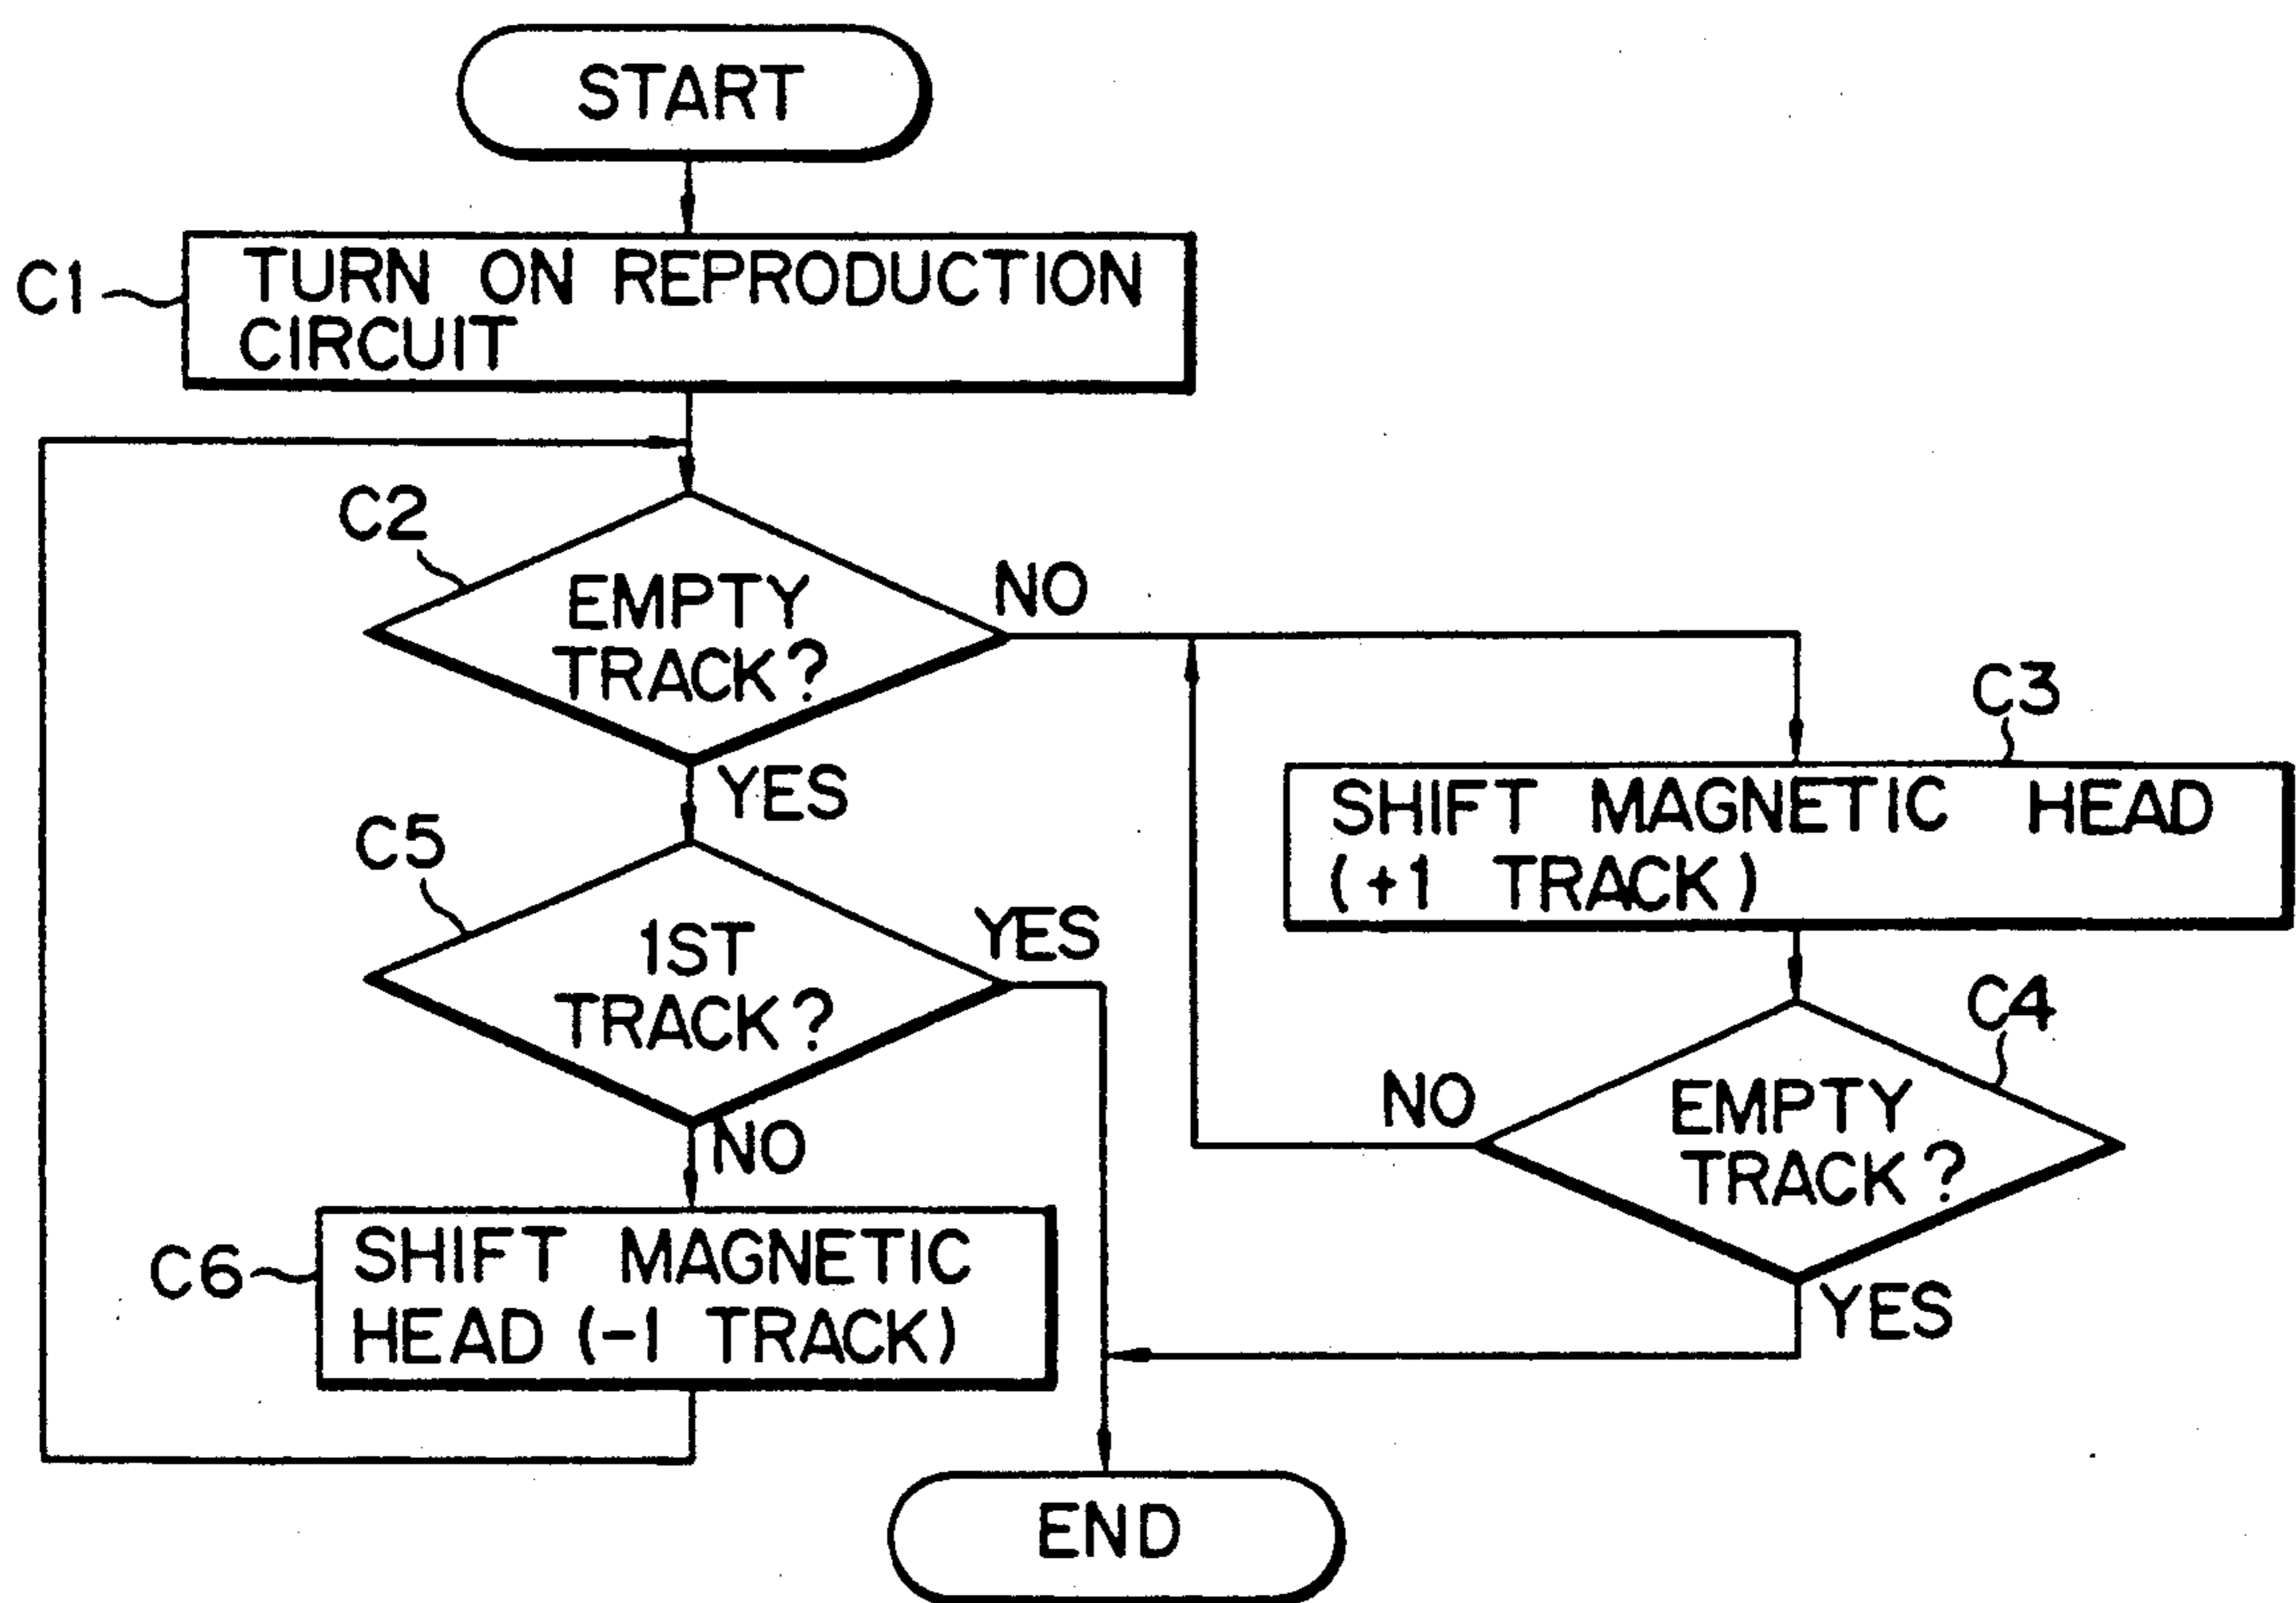 START
C1
TURN ON REPRODUCTION
CIRCUIT
C2
EMPTY
TRACK?
NO
YES
C3
SHIFT MAGNETIC HEAD
(+1 TRACK)
C5
1ST
TRACK?
YES
NO
C4
EMPTY
TRACK?
NO
YES
C6
SHIFT MAGNETIC
HEAD (-1 TRACK)
END